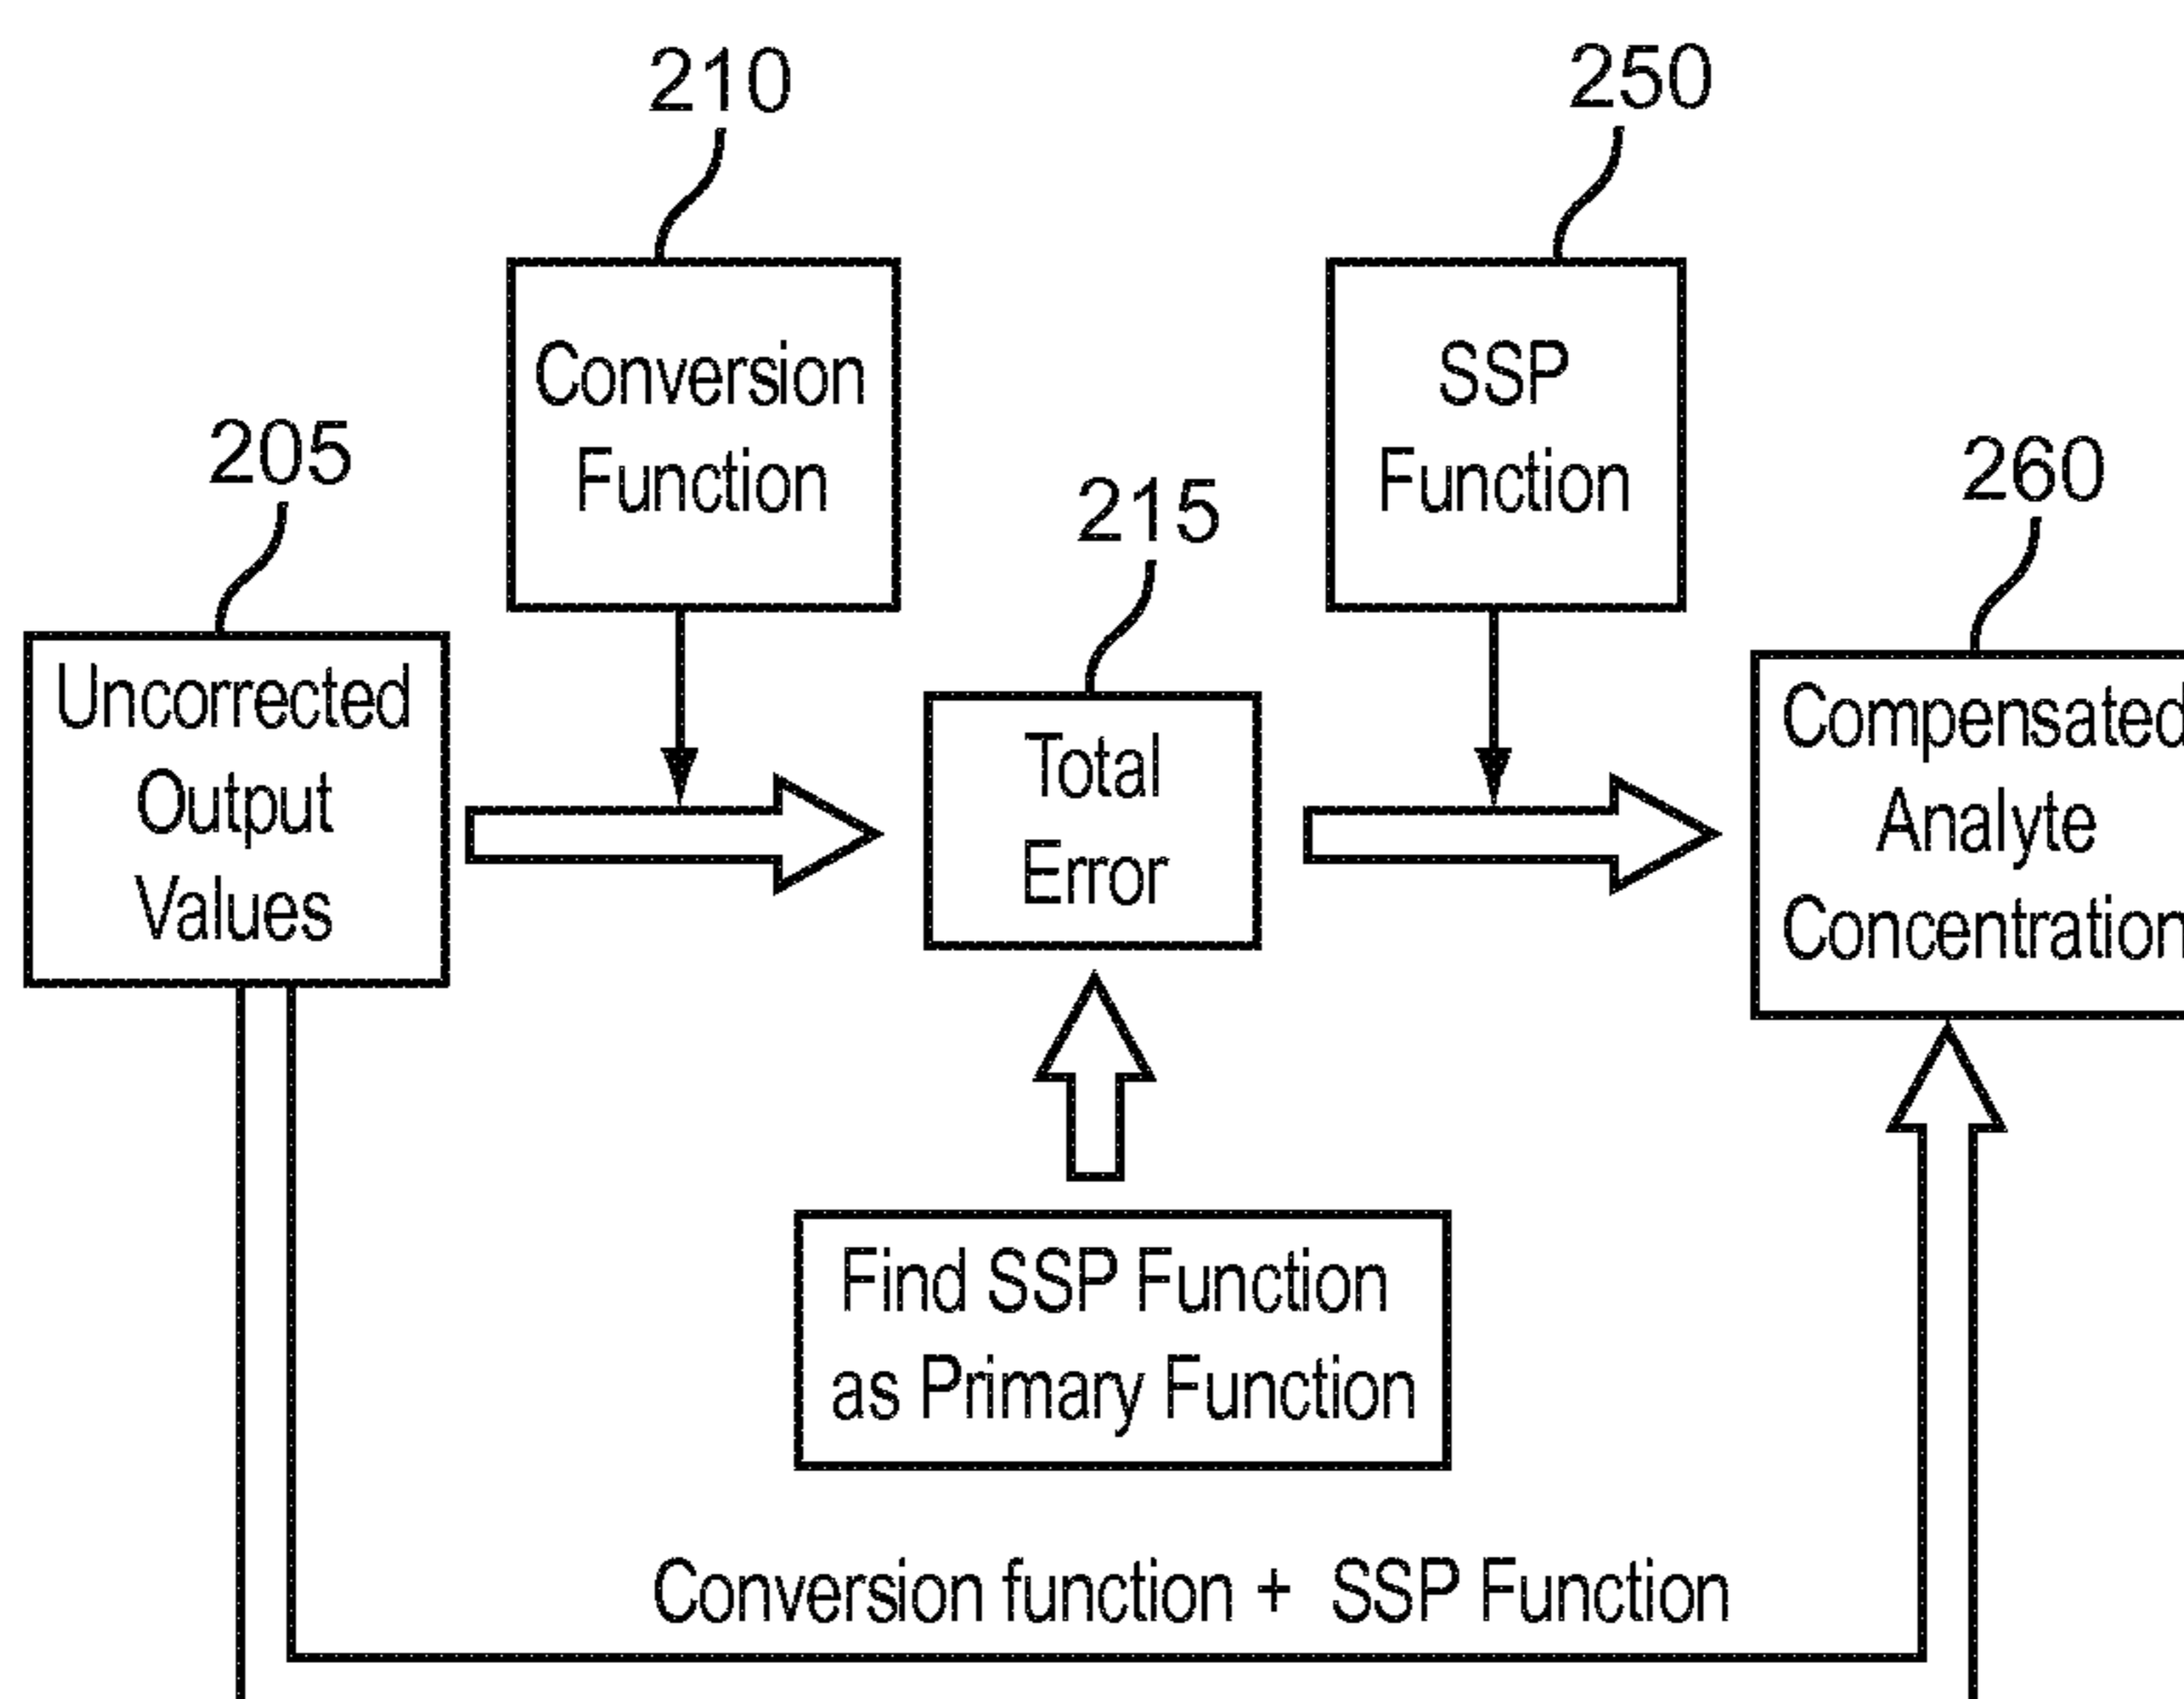 210
250
Conversion
Function
SSP
Function
205
215
260
Uncorrected
Output
Values
Total
Error
Compensated
Analyte
Concentration
Find SSP Function
as Primary Function
Conversion function + SSP Function